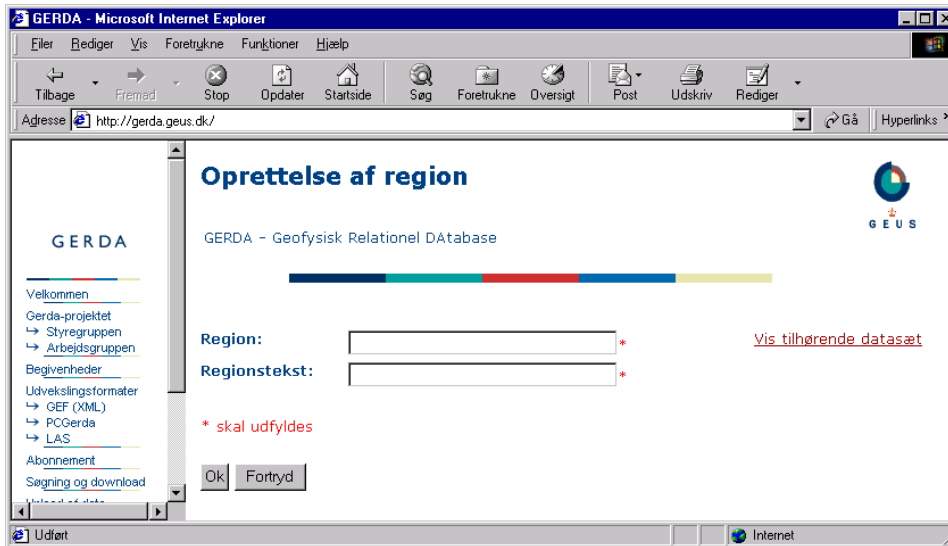 GERDA - Microsoft Internet Explorer
Filer Rediger Vis Foretrukne Funktioner Hjælp
Tilbage Fremad Stop Opdater Startside Søg Foretrukne Oversigt Post Udskriv Rediger
Adresse http://gerda.geus.dk/ Gå Hyperlinks
GERDA
Velkommen
Gerda-projektet
Styregruppen
Arbejdsgruppen
Begivenheder
Udvekslingsformater
GEF (XML)
PCGerda
LAS
Abonnement
Søgning og download
Oprettelse af region
GEUS
GERDA - Geofysisk Relationel DAtabase
Region: * Vis tilhørende datasæt
Regionstekst: *
* skal udfyldes
Ok Fortryd
Udført Internet